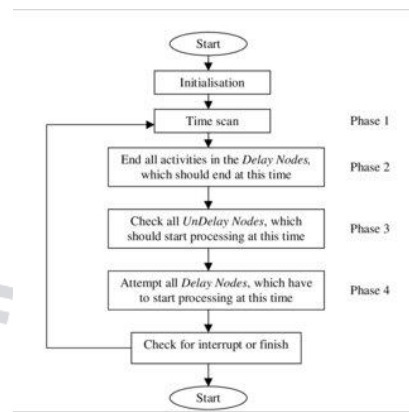 Start
Initialisation
Time scan
Phase 1
End all activities in the Delay Nodes,
which should end at this time
Phase 2
Check all UnDelay Nodes, which
should start processing at this time
Phase 3
Attempt all Delay Nodes, which have
to start processing at this time
Phase 4
Check for interrupt or finish
Start